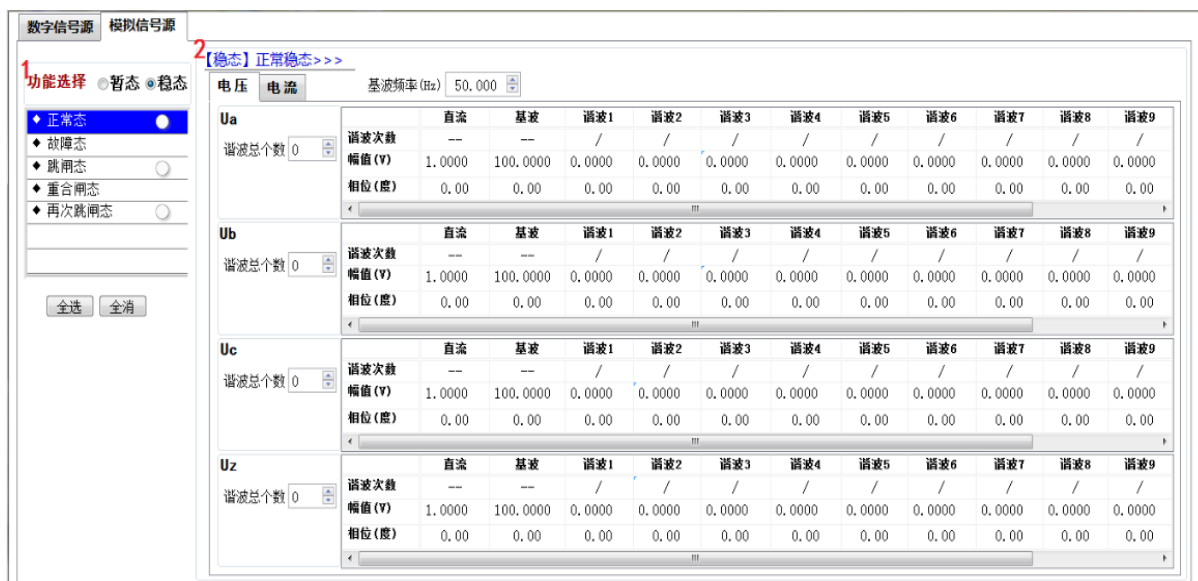 数字信号源 模拟信号源
1
功能选择 暂态 稳态
◆ 正常态
◆ 故障态
◆ 跳闸态
◆ 重合闸态
◆ 再次跳闸态
全选 全消
2
【稳态】正常稳态>>>
电压 电流 基波频率(Hz) 50.000
Ua
谐波总个数 0
直流 基波 谐波1 谐波2 谐波3 谐波4 谐波5 谐波6 谐波7 谐波8 谐波9
谐波次数 -- -- / / / / / / / / /
幅值(V) 1.0000 100.0000 0.0000 0.0000 0.0000 0.0000 0.0000 0.0000 0.0000 0.0000 0.0000
相位(度) 0.00 0.00 0.00 0.00 0.00 0.00 0.00 0.00 0.00 0.00 0.00
Ub
谐波总个数 0
直流 基波 谐波1 谐波2 谐波3 谐波4 谐波5 谐波6 谐波7 谐波8 谐波9
谐波次数 -- -- / / / / / / / / /
幅值(V) 1.0000 100.0000 0.0000 0.0000 0.0000 0.0000 0.0000 0.0000 0.0000 0.0000 0.0000
相位(度) 0.00 0.00 0.00 0.00 0.00 0.00 0.00 0.00 0.00 0.00 0.00
Uc
谐波总个数 0
直流 基波 谐波1 谐波2 谐波3 谐波4 谐波5 谐波6 谐波7 谐波8 谐波9
谐波次数 -- -- / / / / / / / / /
幅值(V) 1.0000 100.0000 0.0000 0.0000 0.0000 0.0000 0.0000 0.0000 0.0000 0.0000 0.0000
相位(度) 0.00 0.00 0.00 0.00 0.00 0.00 0.00 0.00 0.00 0.00 0.00
Uz
谐波总个数 0
直流 基波 谐波1 谐波2 谐波3 谐波4 谐波5 谐波6 谐波7 谐波8 谐波9
谐波次数 -- -- / / / / / / / / /
幅值(V) 1.0000 100.0000 0.0000 0.0000 0.0000 0.0000 0.0000 0.0000 0.0000 0.0000 0.0000
相位(度) 0.00 0.00 0.00 0.00 0.00 0.00 0.00 0.00 0.00 0.00 0.00